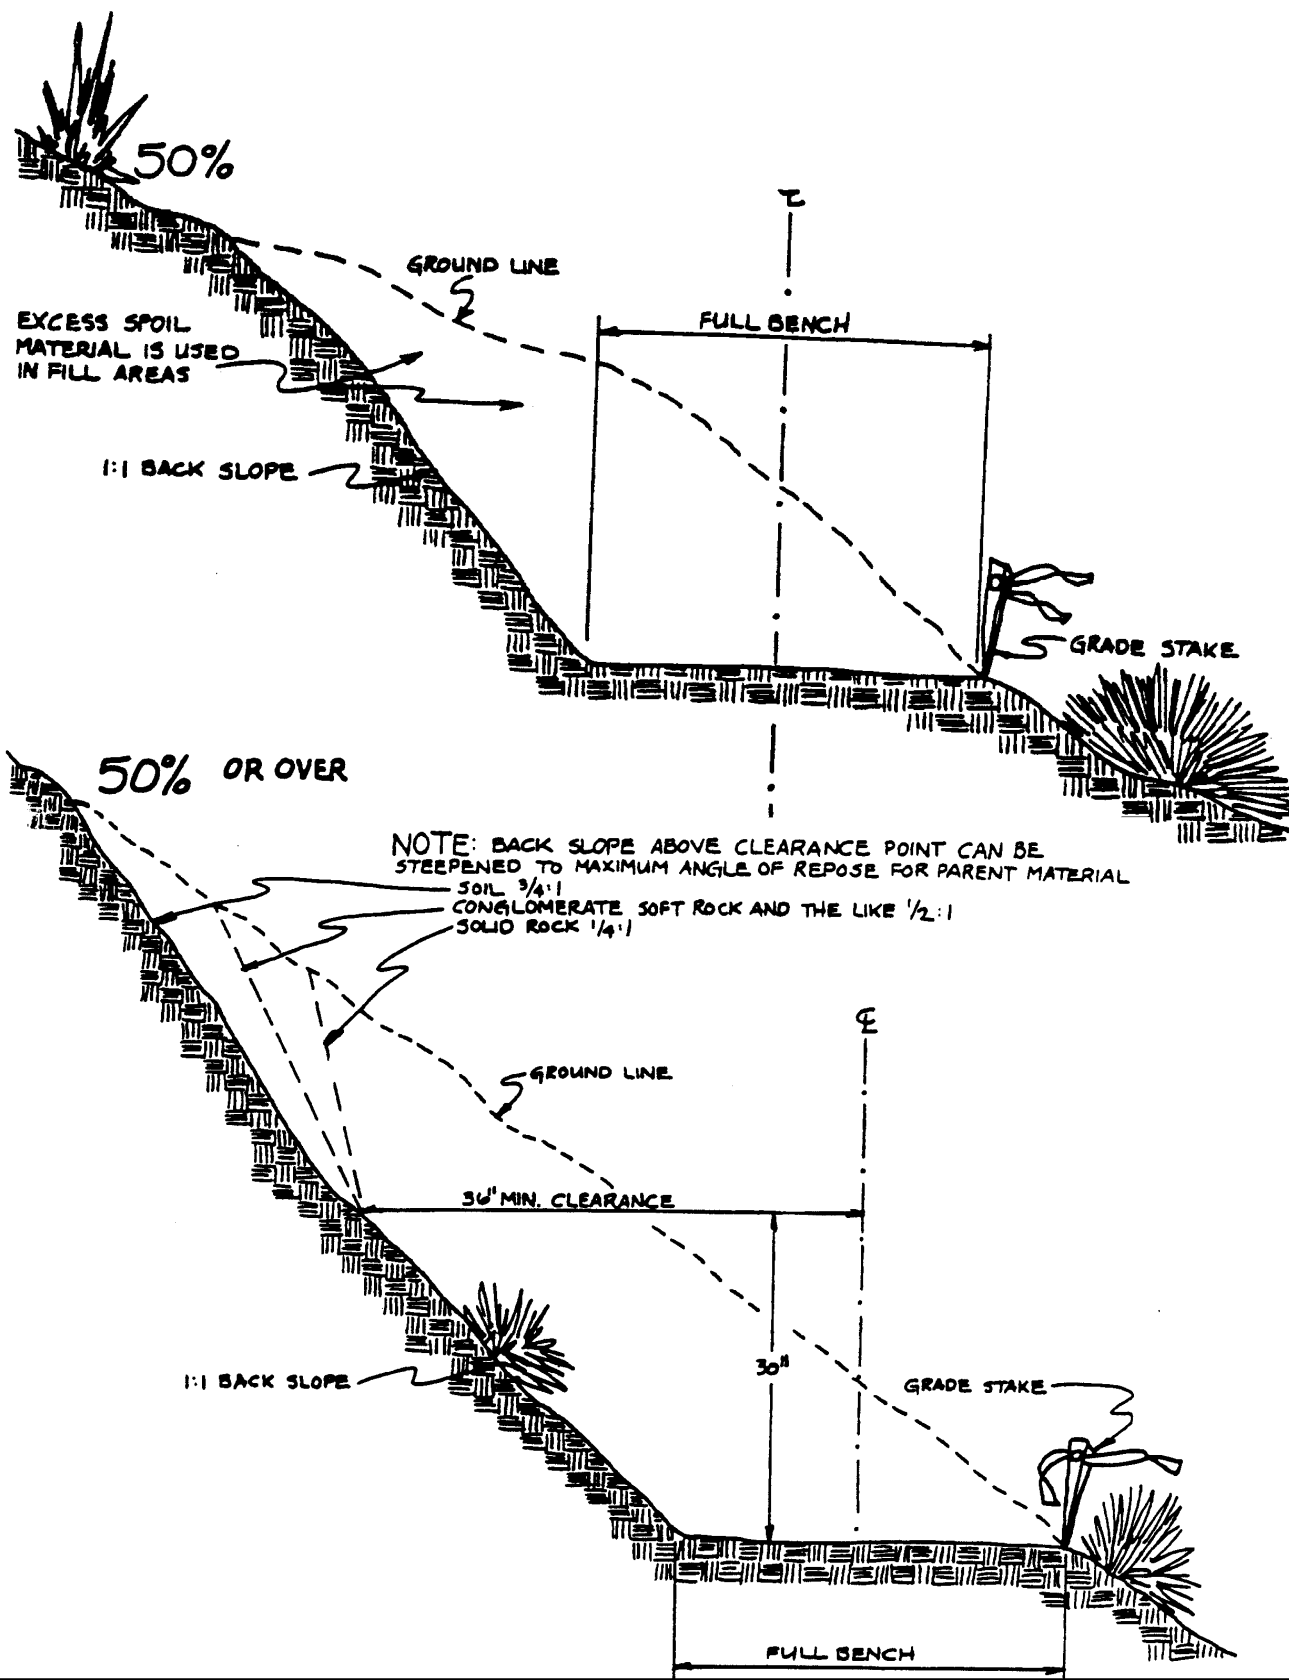 50%
℄
GROUND LINE
FULL BENCH
EXCESS SPOIL
MATERIAL IS USED
IN FILL AREAS
1:1 BACK SLOPE
GRADE STAKE
50% OR OVER
NOTE: BACK SLOPE ABOVE CLEARANCE POINT CAN BE
STEEPENED TO MAXIMUM ANGLE OF REPOSE FOR PARENT MATERIAL
SOIL 3/4:1
CONGLOMERATE SOFT ROCK AND THE LIKE 1/2:1
SOLID ROCK 1/4:1
℄
GROUND LINE
36" MIN. CLEARANCE
30"
1:1 BACK SLOPE
GRADE STAKE
FULL BENCH